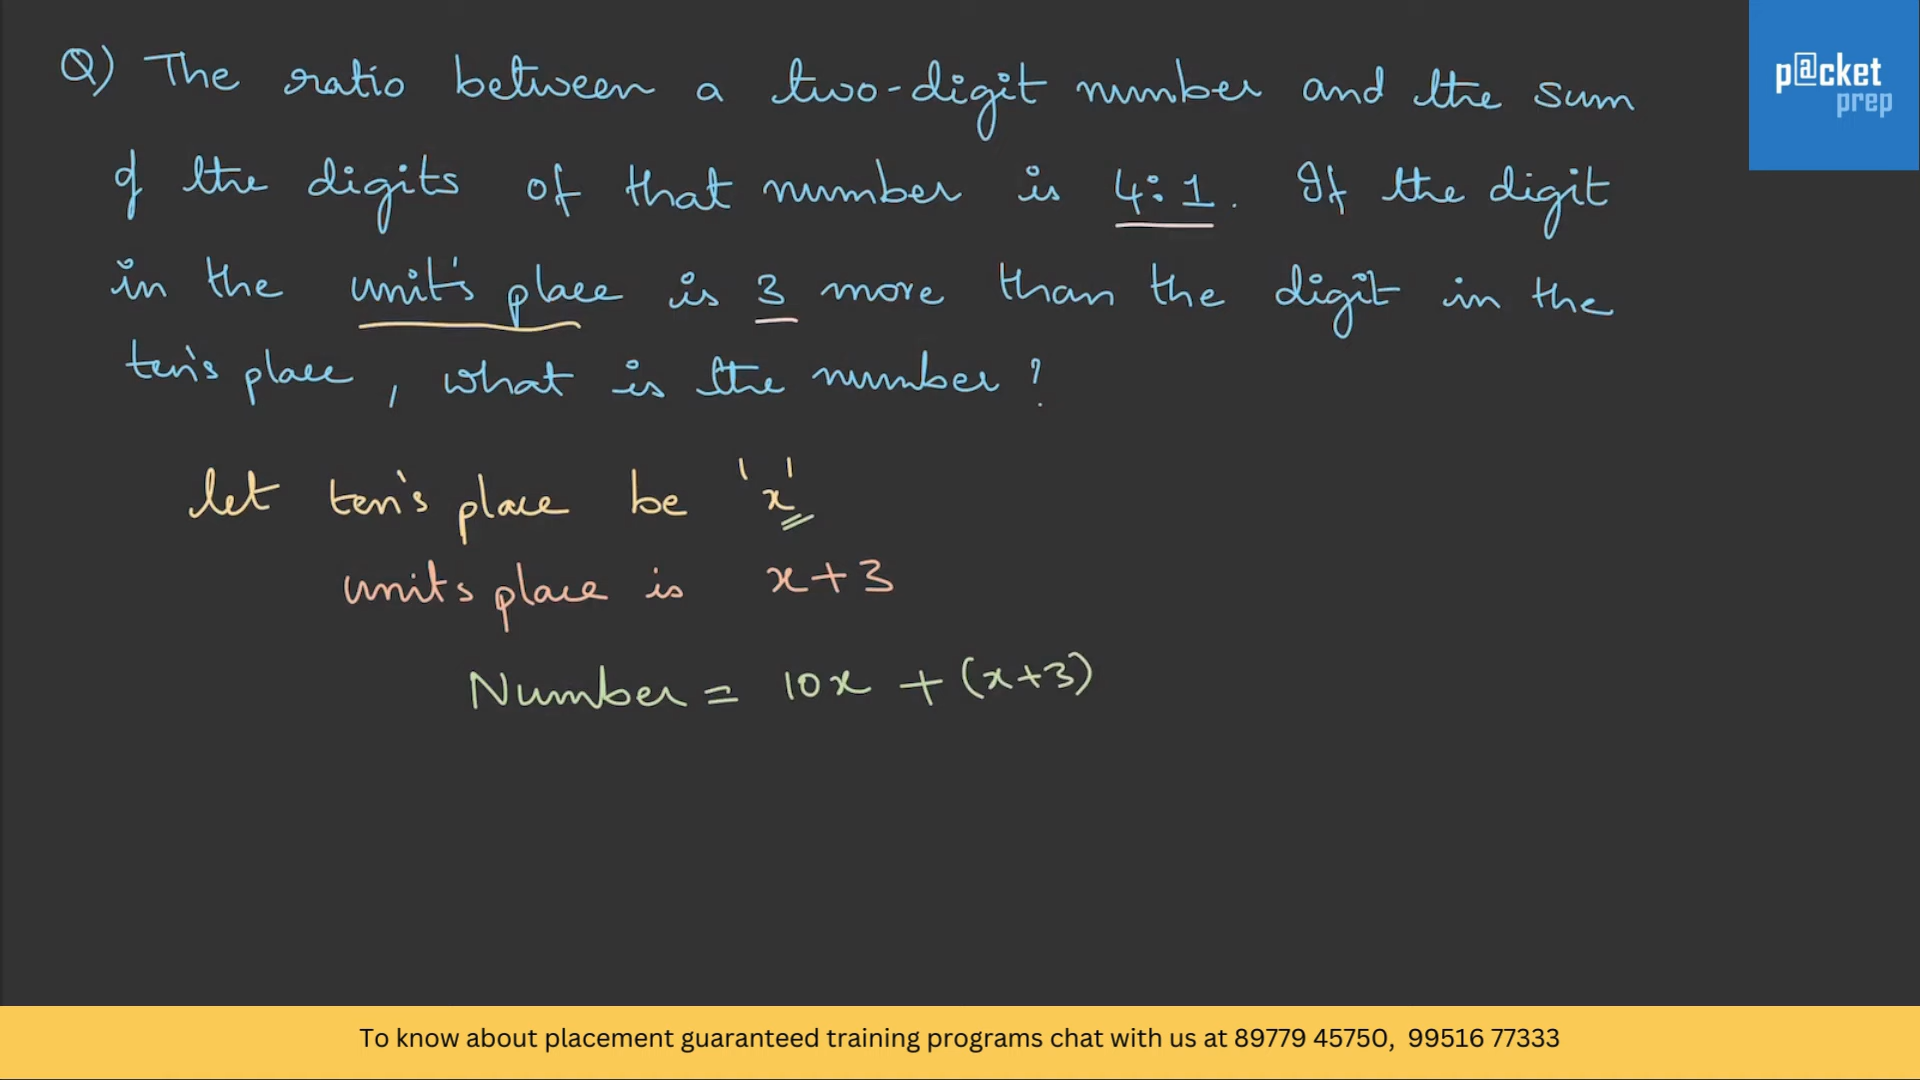 Q) The ratio between a two-digit number and the sum
of the digits of that number is 4:1. If the digit
in the unit's place is 3 more than the digit in the
ten's place, what is the number?
let ten's place be 'x'
units place is x+3
Number = 10x + (x+3)
p@cket
prep
To know about placement guaranteed training programs chat with us at 89779 45750, 99516 77333